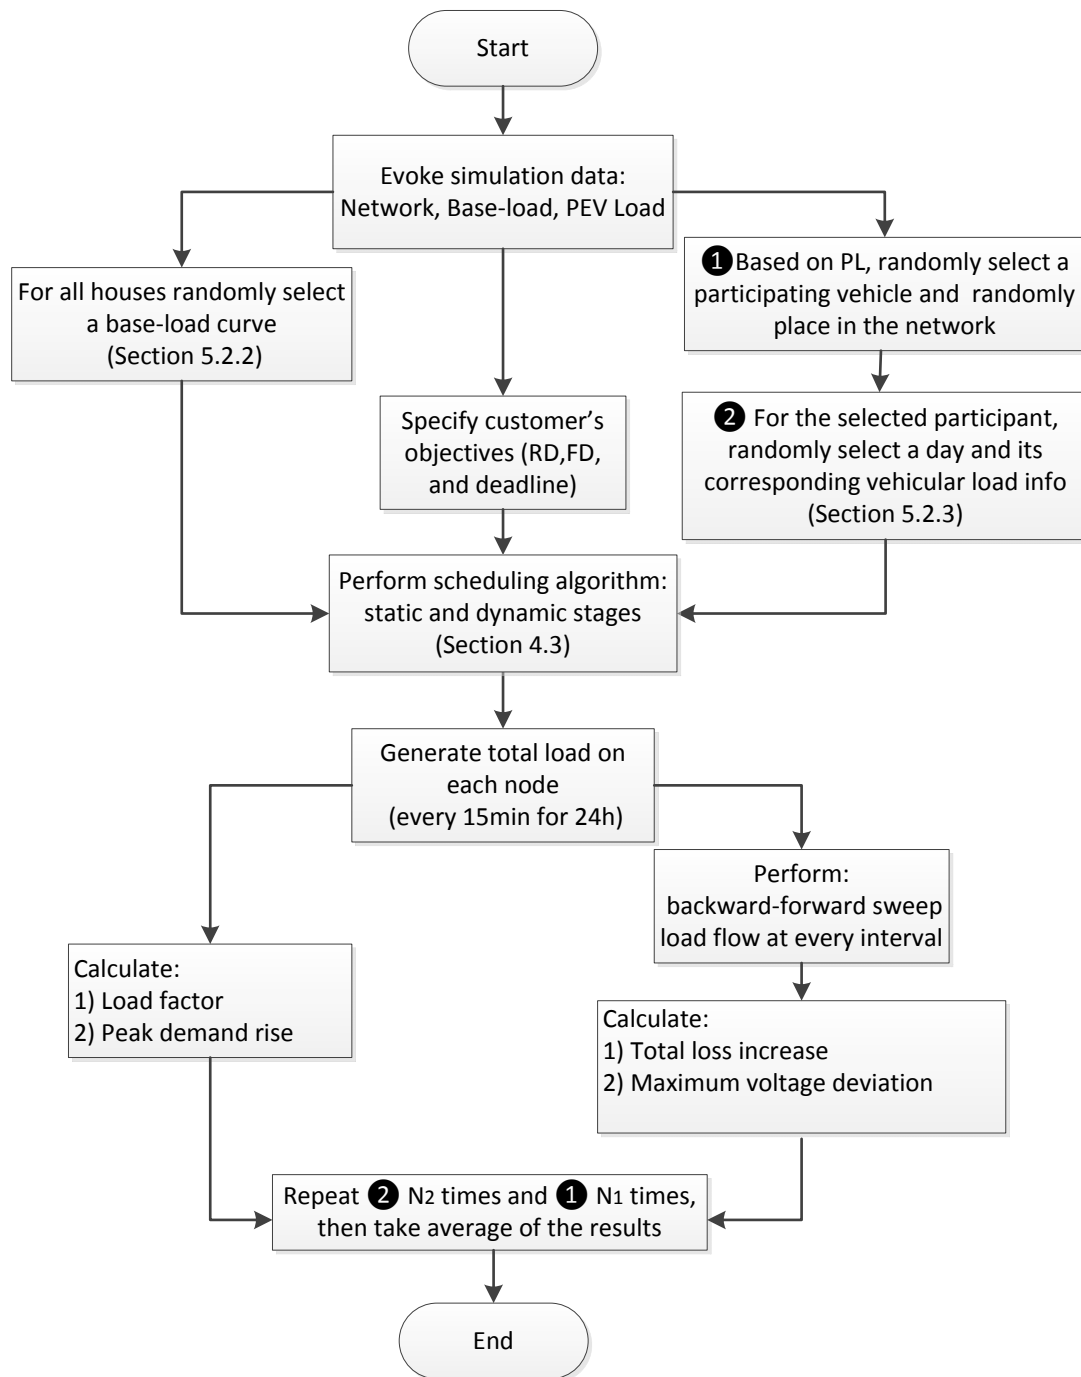 Start
Evoke simulation data:
Network, Base-load, PEV Load
For all houses randomly select
a base-load curve
(Section 5.2.2)
❶Based on PL, randomly select a
participating vehicle and  randomly
place in the network
Specify customer’s
objectives (RD,FD,
and deadline)
❷ For the selected participant,
randomly select a day and its
corresponding vehicular load info
(Section 5.2.3)
Perform scheduling algorithm:
static and dynamic stages
(Section 4.3)
Generate total load on
each node
(every 15min for 24h)
Perform:
backward-forward sweep
load flow at every interval
Calculate:
1) Load factor
2) Peak demand rise
Calculate:
1) Total loss increase
2) Maximum voltage deviation
Repeat ❷ N2 times and ❶ N1 times,
then take average of the results
End